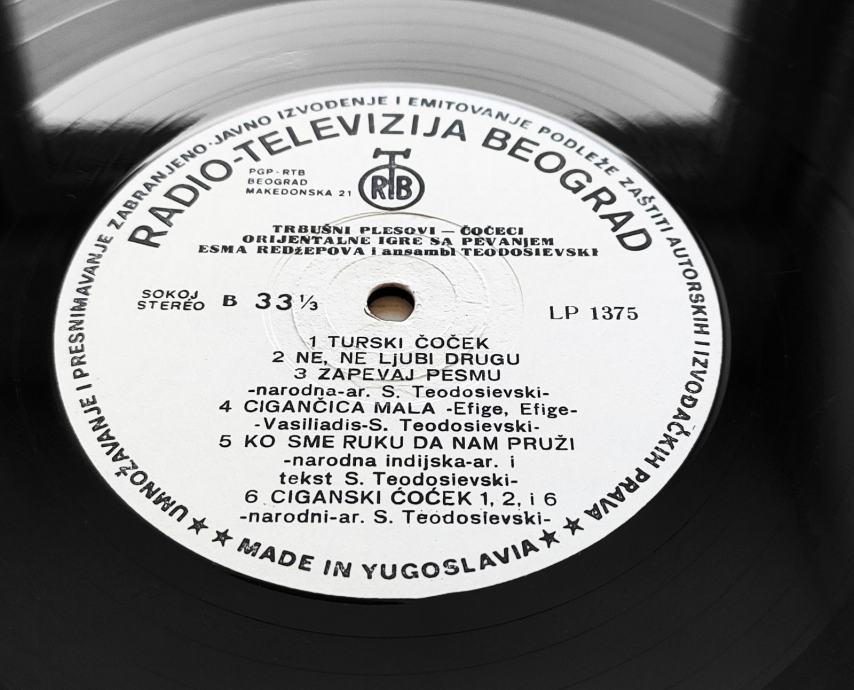 UMNOŽAVANJE I PRESNIMAVANJE ZABRANJENO·JAVNO IZVOĐENJE I EMITOVANJE PODLEŽE ZAŠTITI AUTORSKIH I IZVOĐAČKIH PRAVA
RADIO-TELEVIZIJA BEOGRAD
PGP-RTB
BEOGRAD
MAKEDONSKA 21
RTB
TRBUŠNI PLESOVI — ČOČECI
ORIJENTALNE IGRE SA PEVANJEM
ESMA REDžEPOVA i ansambl TEODOSIEVSKI
SOKOJ
STEREO
B 33 ⅓
LP 1375
1 TURSKI ČOČEK
2 NE, NE LjUBI DRUGU
3 ZAPEVAJ PESMU
-narodna-ar. S. Teodosievski-
4 CIGANČICA MALA -Efige, Efige-
-Vasiliadis-S. Teodosievski-
5 KO SME RUKU DA NAM PRUŽI
-narodna indijska-ar. i
tekst S. Teodosievski-
6 CIGANSKI ĆOĆEK 1, 2, i 6
-narodni-ar. S. Teodosievski-
★ ★ MADE IN YUGOSLAVIA ★ ★